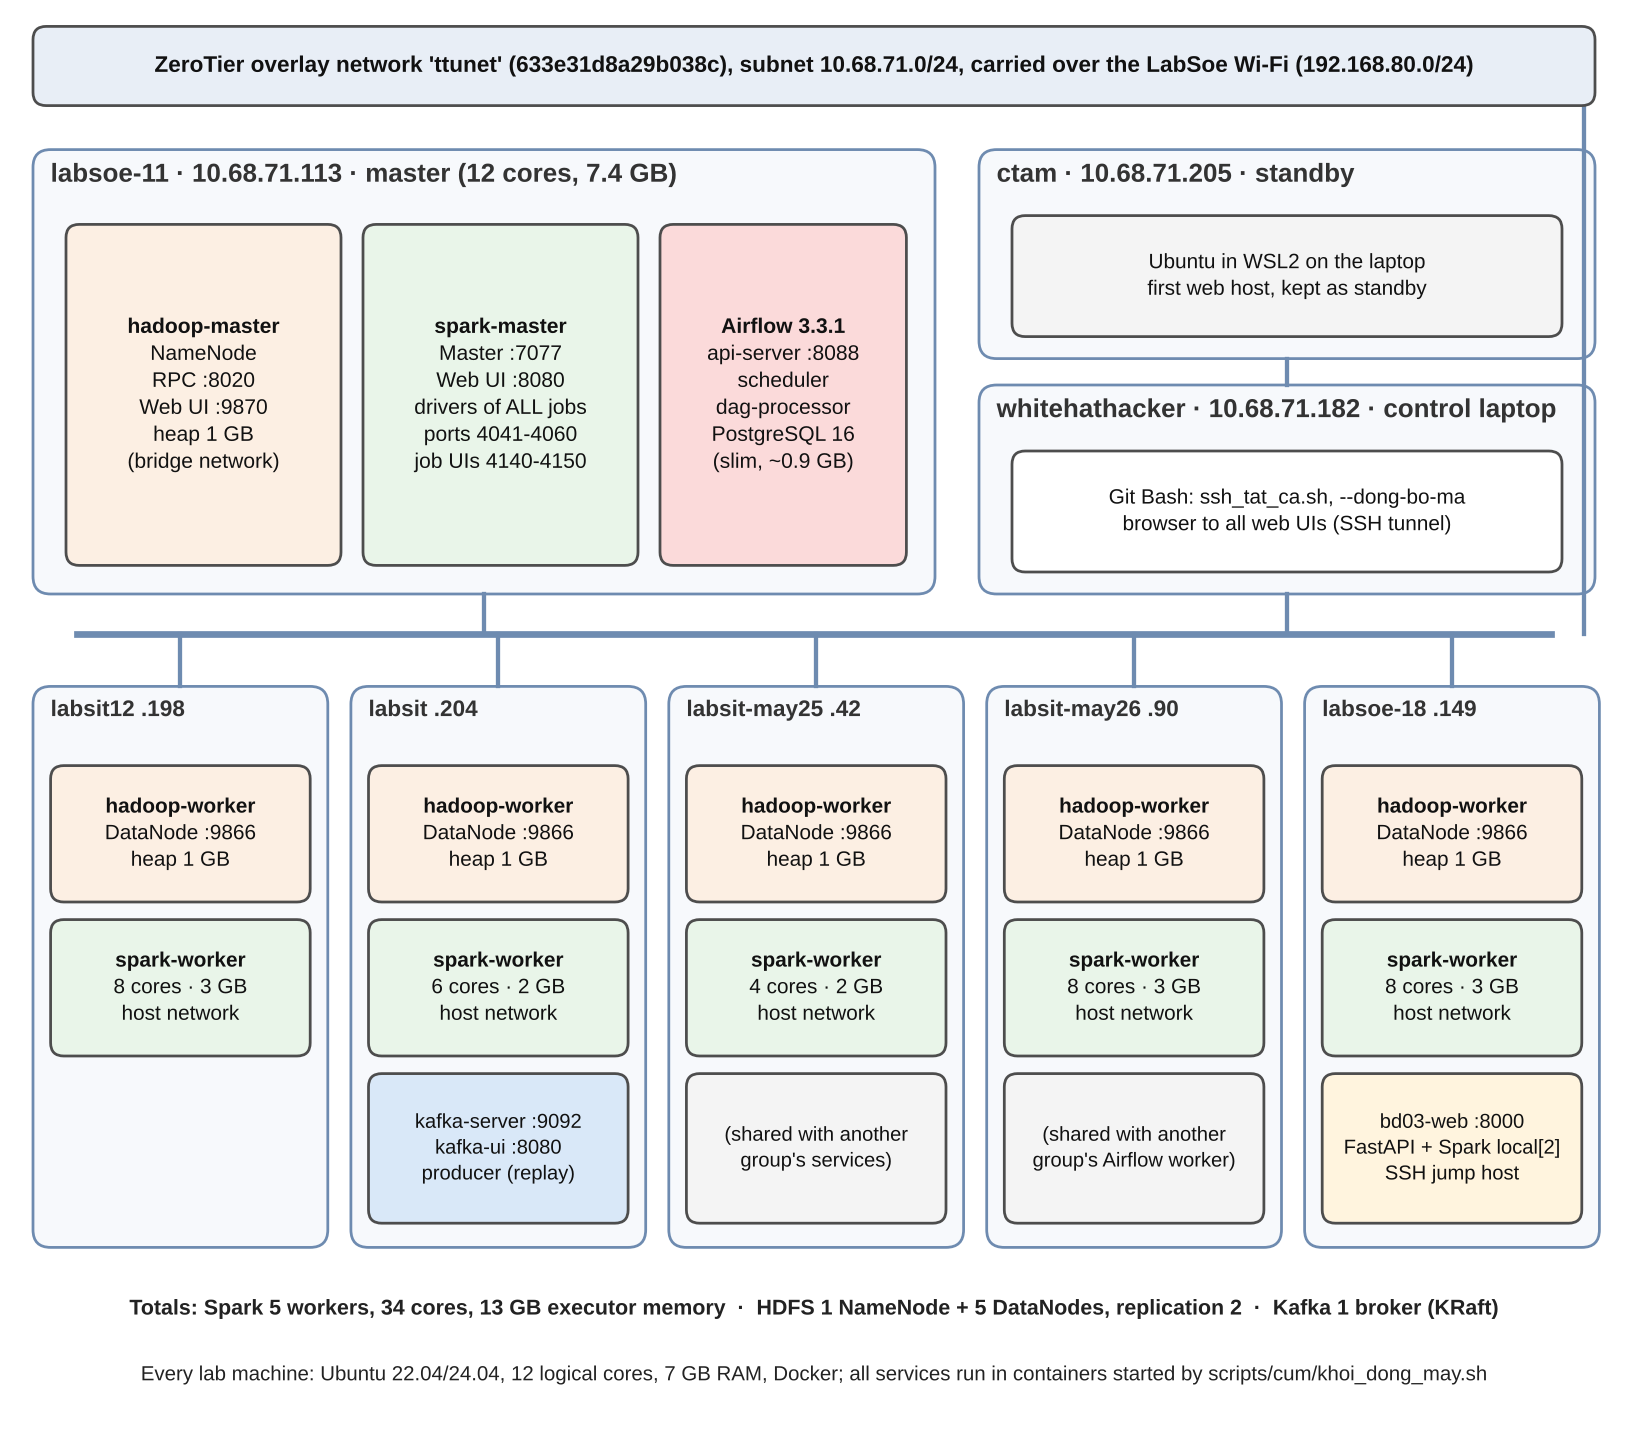 ZeroTier overlay network 'ttunet' (633e31d8a29b038c), subnet 10.68.71.0/24, carried over the LabSoe Wi-Fi (192.168.80.0/24)
labsoe-11 · 10.68.71.113 · master (12 cores, 7.4 GB)
hadoop-master
NameNode
RPC :8020
Web UI :9870
heap 1 GB
(bridge network)
spark-master
Master :7077
Web UI :8080
drivers of ALL jobs
ports 4041-4060
job UIs 4140-4150
Airflow 3.3.1
api-server :8088
scheduler
dag-processor
PostgreSQL 16
(slim, ~0.9 GB)
ctam · 10.68.71.205 · standby
Ubuntu in WSL2 on the laptop
first web host, kept as standby
whitehathacker · 10.68.71.182 · control laptop
Git Bash: ssh_tat_ca.sh, --dong-bo-ma
browser to all web UIs (SSH tunnel)
labsit12 .198
hadoop-worker
DataNode :9866
heap 1 GB
spark-worker
8 cores · 3 GB
host network
labsit .204
hadoop-worker
DataNode :9866
heap 1 GB
spark-worker
6 cores · 2 GB
host network
kafka-server :9092
kafka-ui :8080
producer (replay)
labsit-may25 .42
hadoop-worker
DataNode :9866
heap 1 GB
spark-worker
4 cores · 2 GB
host network
(shared with another
group's services)
labsit-may26 .90
hadoop-worker
DataNode :9866
heap 1 GB
spark-worker
8 cores · 3 GB
host network
(shared with another
group's Airflow worker)
labsoe-18 .149
hadoop-worker
DataNode :9866
heap 1 GB
spark-worker
8 cores · 3 GB
host network
bd03-web :8000
FastAPI + Spark local[2]
SSH jump host
Totals: Spark 5 workers, 34 cores, 13 GB executor memory · HDFS 1 NameNode + 5 DataNodes, replication 2 · Kafka 1 broker (KRaft)
Every lab machine: Ubuntu 22.04/24.04, 12 logical cores, 7 GB RAM, Docker; all services run in containers started by scripts/cum/khoi_dong_may.sh